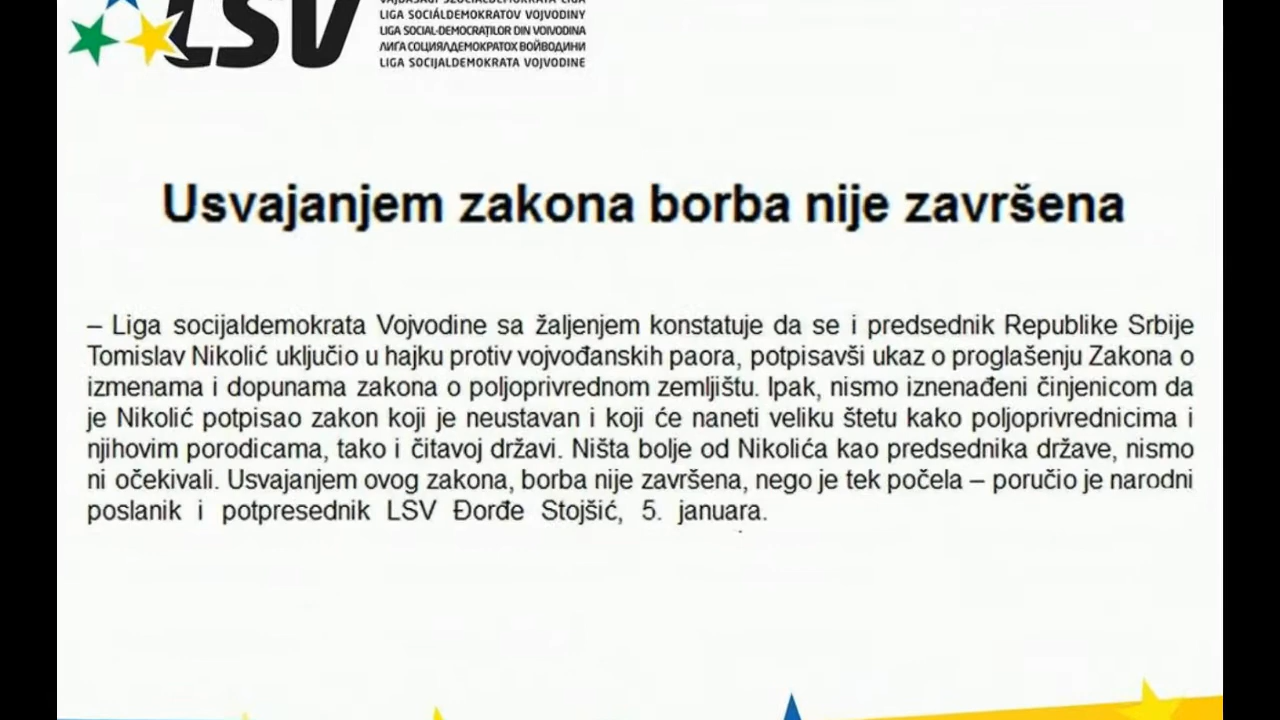 LSV
VAJDASÁGI SZOCIÁLDEMOKRATA LIGA
LIGA SOCIÁLDEMOKRATOV VOJVODINY
LIGA SOCIAL-DEMOCRAȚILOR DIN VOIVODINA
ЛИГА СОЦИЯЛДЕМОКРАТОХ ВОЙВОДИНИ
LIGA SOCIJALDEMOKRATA VOJVODINE
Usvajanjem zakona borba nije završena
– Liga socijaldemokrata Vojvodine sa žaljenjem konstatuje da se i predsednik Republike Srbije
Tomislav Nikolić uključio u hajku protiv vojvođanskih paora, potpisavši ukaz o proglašenju Zakona o
izmenama i dopunama zakona o poljoprivrednom zemljištu. Ipak, nismo iznenađeni činjenicom da
je Nikolić potpisao zakon koji je neustavan i koji će naneti veliku štetu kako poljoprivrednicima i
njihovim porodicama, tako i čitavoj državi. Ništa bolje od Nikolića kao predsednika države, nismo
ni očekivali. Usvajanjem ovog zakona, borba nije završena, nego je tek počela – poručio je narodni
poslanik i potpresednik LSV Đorđe Stojšić, 5. januara.